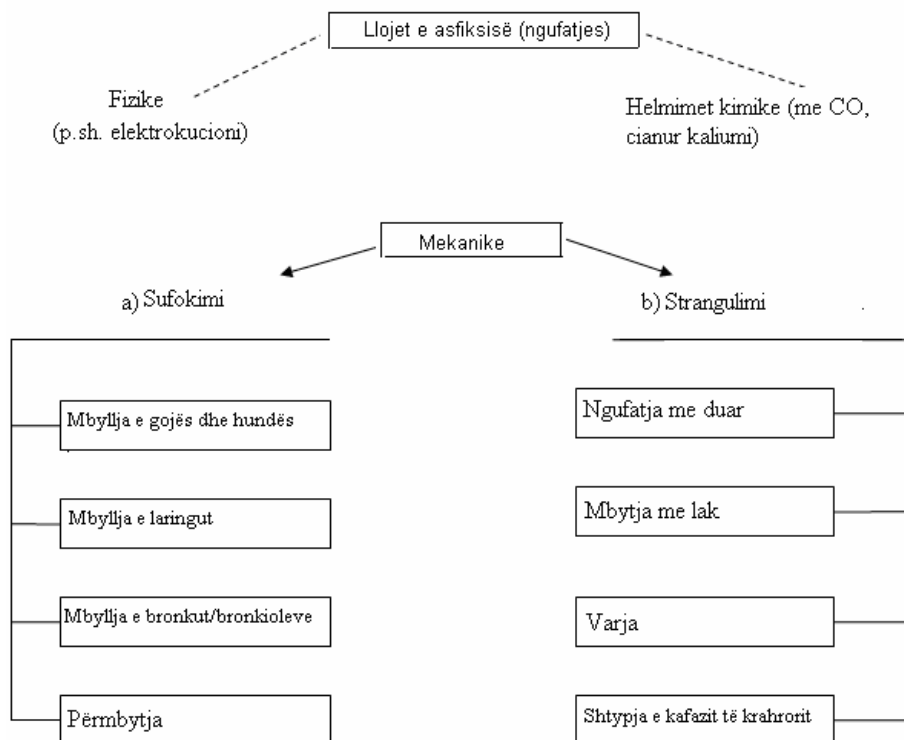 Llojet e asfiksisë (ngufatjes)
Fizike
(p.sh. elektrokucioni)
Helmimet kimike (me CO,
cianur kaliumi)
Mekanike
a) Sufokimi
b) Strangulimi
Mbyllja e gojës dhe hundës
Mbyllja e laringut
Mbyllja e bronkut/bronkioleve
Përmbytja
Ngufatja me duar
Mbytja me lak
Varja
Shtypja e kafazit të krahrorit